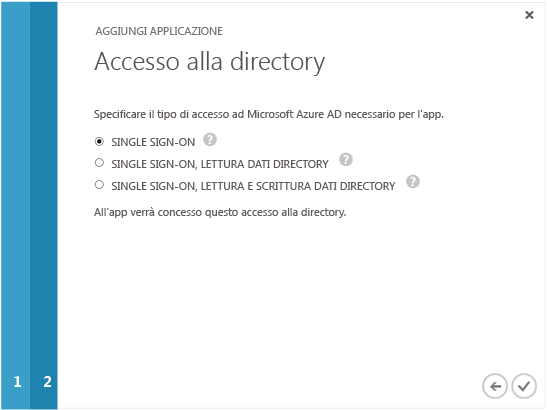 AGGIUNGI APPLICAZIONE
Accesso alla directory
Specificare il tipo di accesso ad Microsoft Azure AD necessario per l'app.
SINGLE SIGN-ON ?
SINGLE SIGN-ON, LETTURA DATI DIRECTORY ?
SINGLE SIGN-ON, LETTURA E SCRITTURA DATI DIRECTORY ?
All'app verrà concesso questo accesso alla directory.
1 2